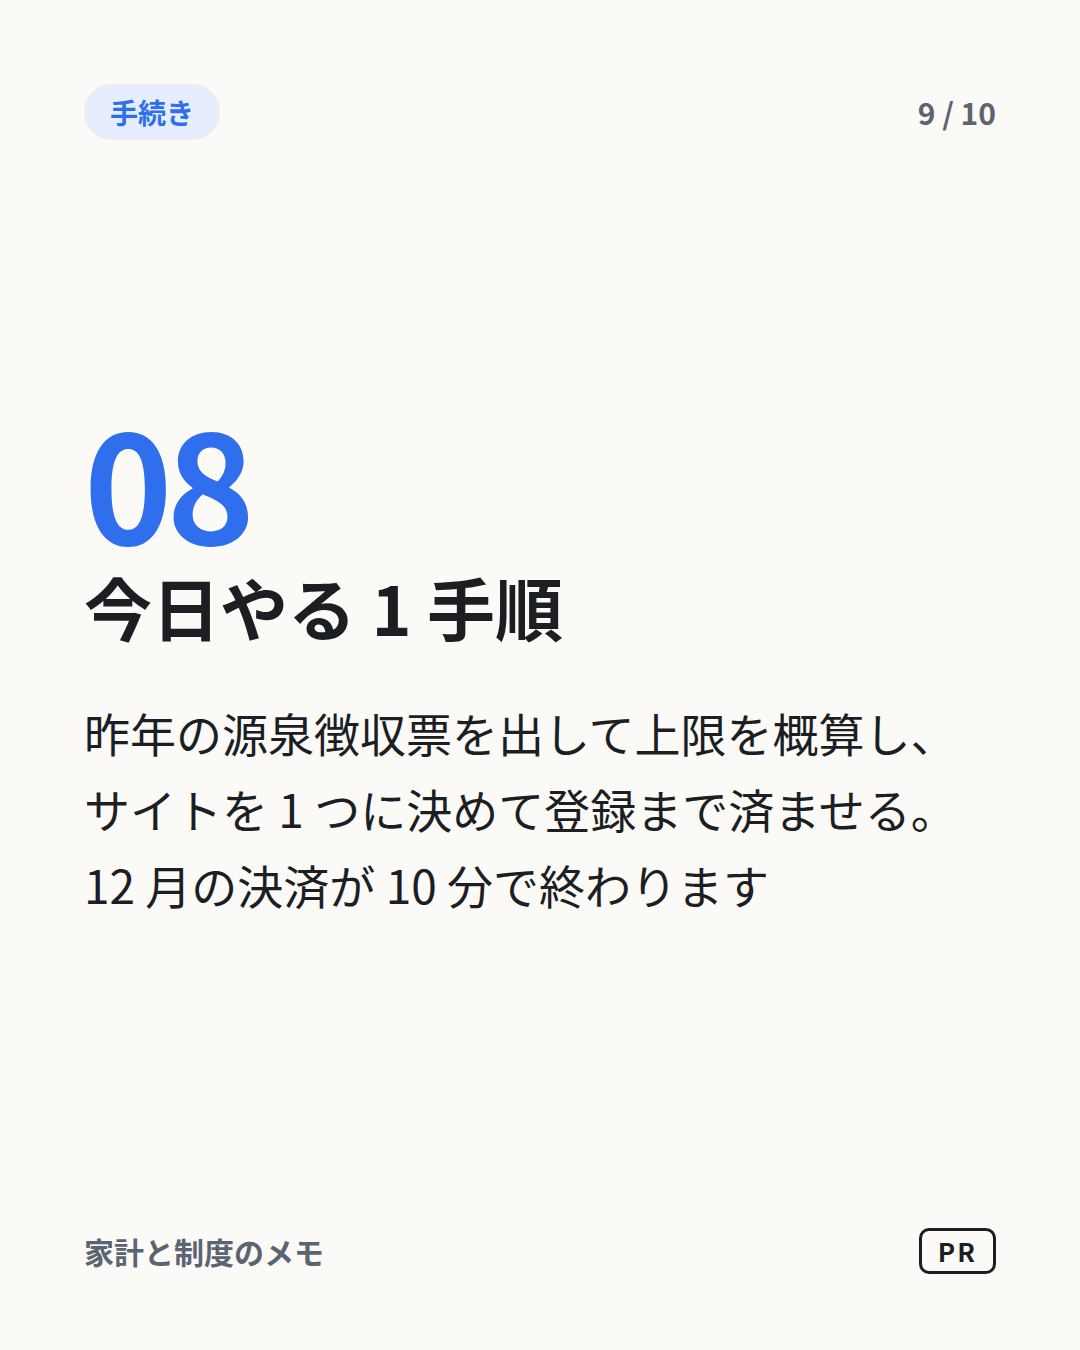 手続き
9 / 10
08
今日やる 1 手順
昨年の源泉徴収票を出して上限を概算し、
サイトを 1 つに決めて登録まで済ませる。
12 月の決済が 10 分で終わります
家計と制度のメモ
PR